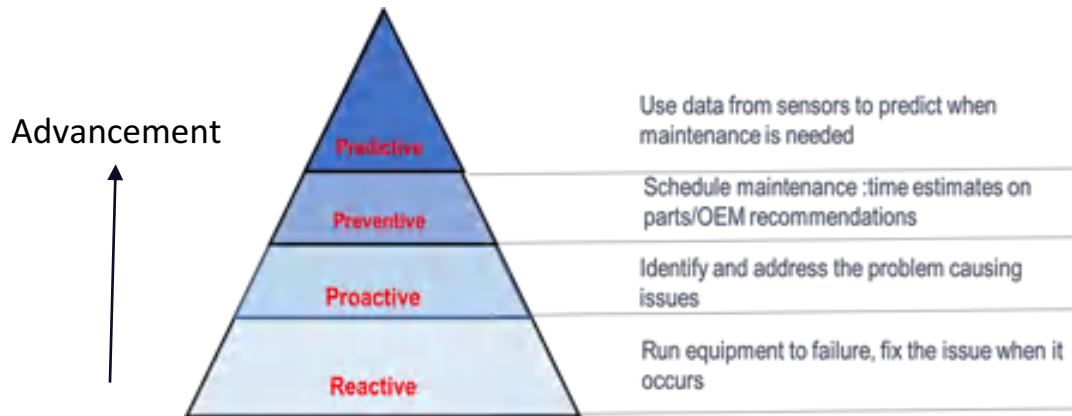 Advancement
Predictive
Use data from sensors to predict when
maintenance is needed
Preventive
Schedule maintenance :time estimates on
parts/OEM recommendations
Proactive
Identify and address the problem causing
issues
Reactive
Run equipment to failure, fix the issue when it
occurs